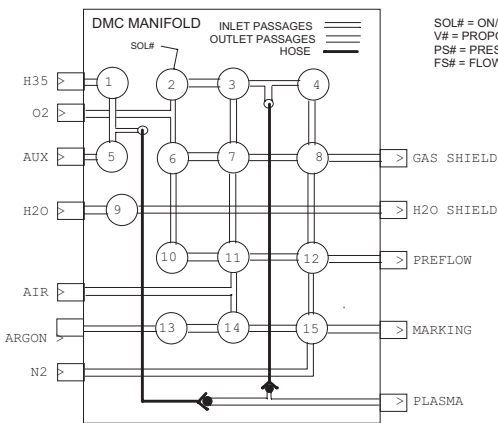 DMC MANIFOLD
INLET PASSAGES
OUTLET PASSAGES
HOSE
SOL#
SOL# = ON/
V# = PROPO
PS# = PRES
FS# = FLOW
H35
1
2
3
4
O2
AUX
5
6
7
8
GAS SHIELD
H2O
9
H2O SHIELD
10
11
12
PREFLOW
AIR
ARGON
13
14
15
MARKING
N2
PLASMA